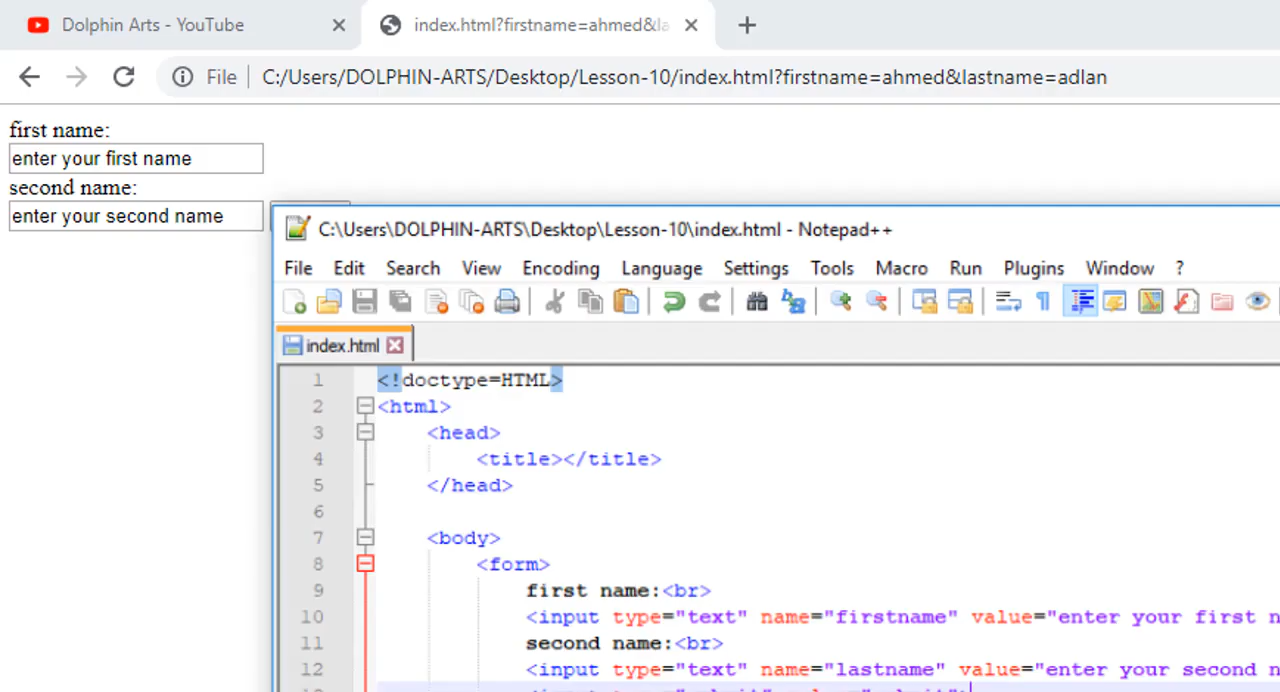 Dolphin Arts - YouTube
index.html?firstname=ahmed&la
File
C:/Users/DOLPHIN-ARTS/Desktop/Lesson-10/index.html?firstname=ahmed&lastname=adlan
first name:
enter your first name
second name:
enter your second name
C:\Users\DOLPHIN-ARTS\Desktop\Lesson-10\index.html - Notepad++
File Edit Search View Encoding Language Settings Tools Macro Run Plugins Window ?
index.html
1 <!doctype=HTML>
2 <html>
3 <head>
4 <title></title>
5 </head>
6
7 <body>
8 <form>
9 first name:<br>
10 <input type="text" name="firstname" value="enter your first n
11 second name:<br>
12 <input type="text" name="lastname" value="enter your second n